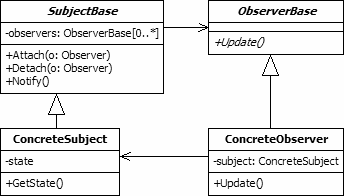 SubjectBase
-observers: ObserverBase[0..*]
+Attach(o: Observer)
+Detach(o: Observer)
+Notify()
ObserverBase
+Update()
ConcreteSubject
-state
+GetState()
ConcreteObserver
-subject: ConcreteSubject
+Update()